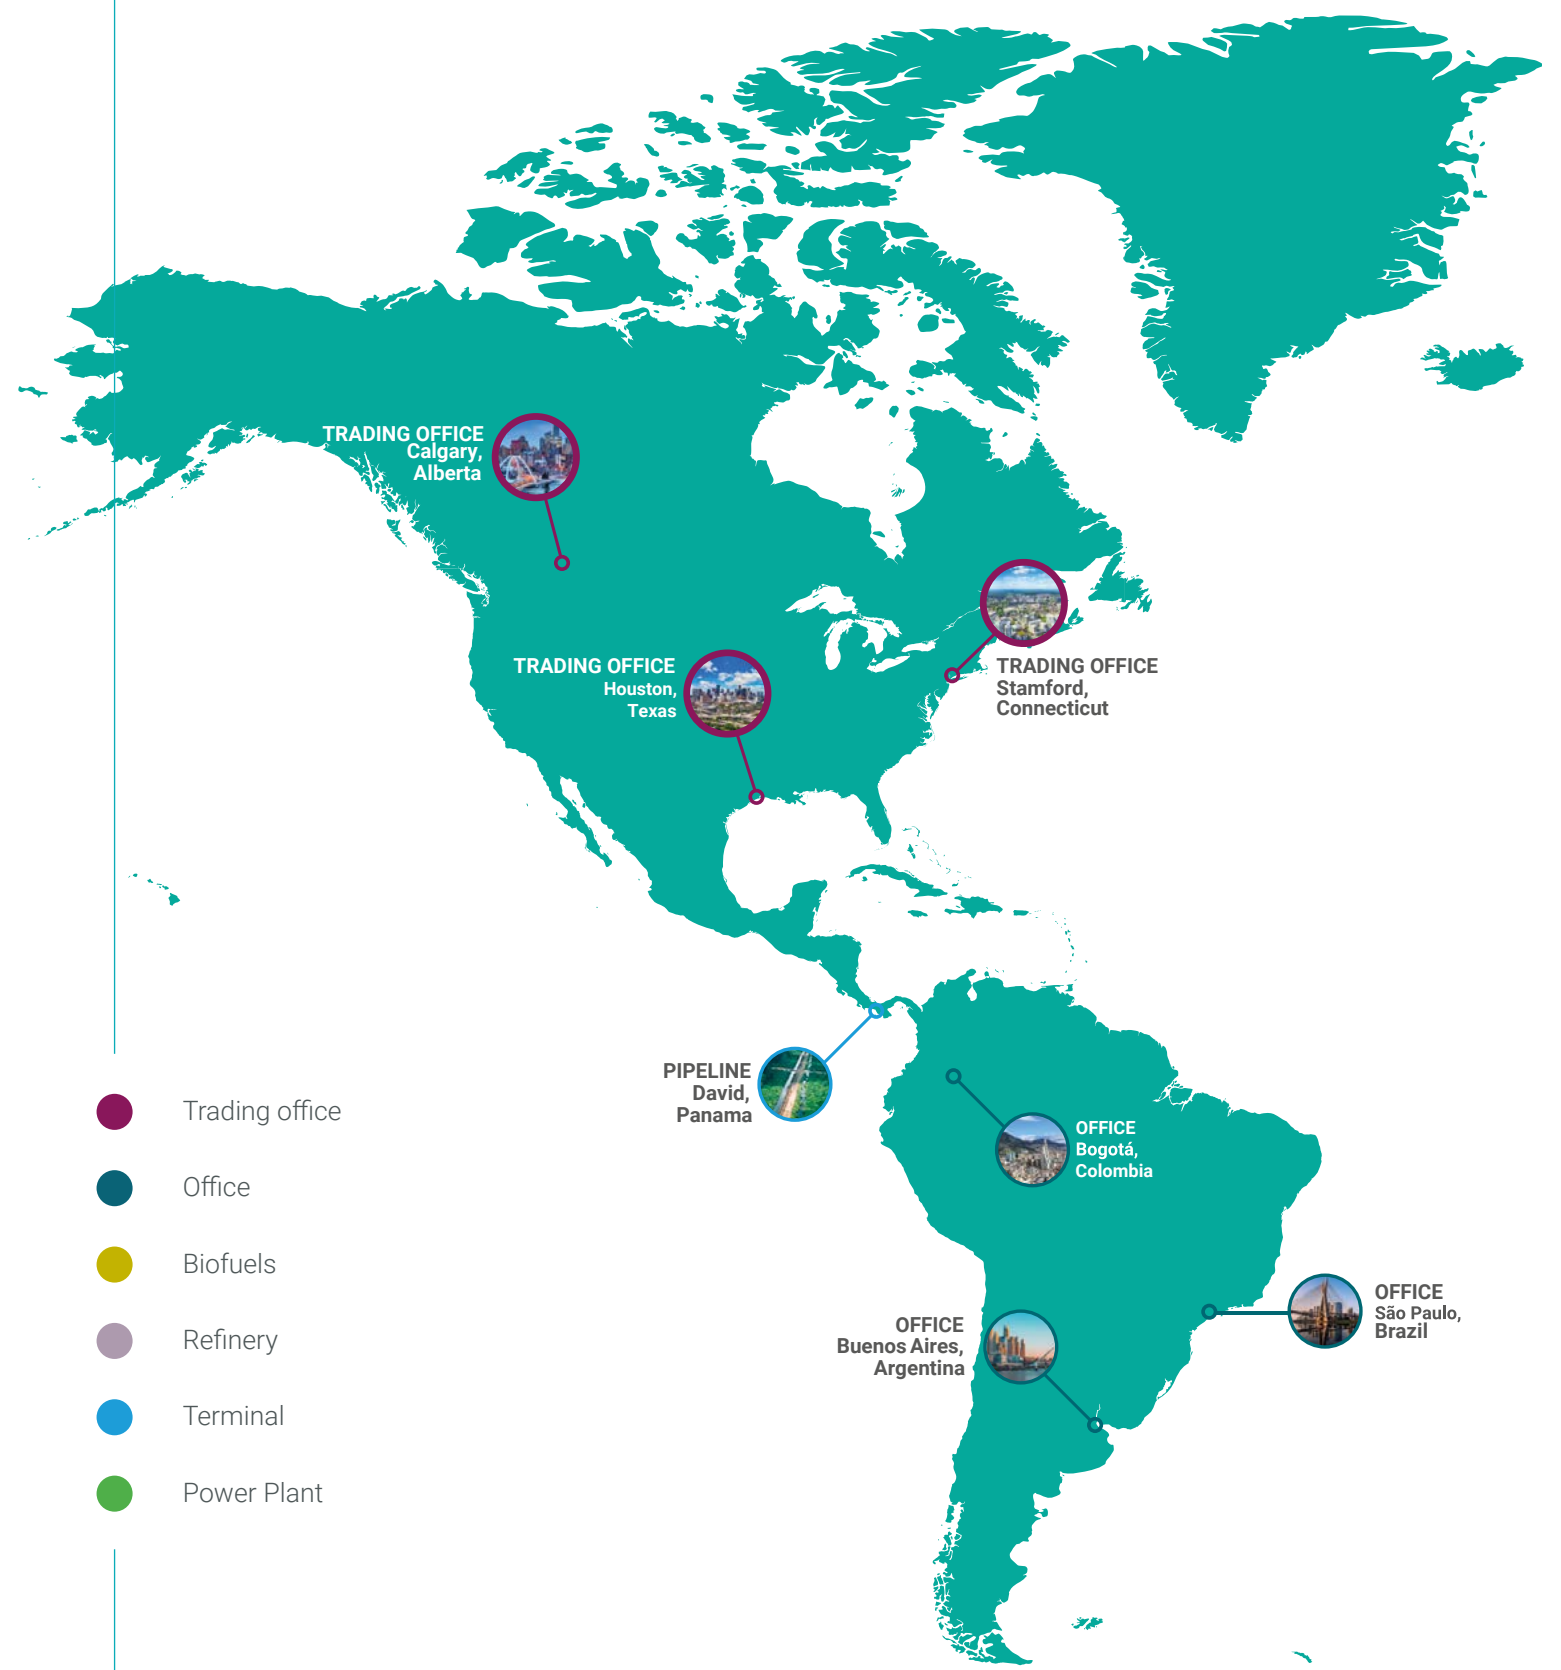 TRADING OFFICE
Calgary,
Alberta
TRADING OFFICE
Houston,
Texas
TRADING OFFICE
Stamford,
Connecticut
PIPELINE
David,
Panama
OFFICE
Bogotá,
Colombia
OFFICE
São Paulo,
Brazil
OFFICE
Buenos Aires,
Argentina
Trading office
Office
Biofuels
Refinery
Terminal
Power Plant